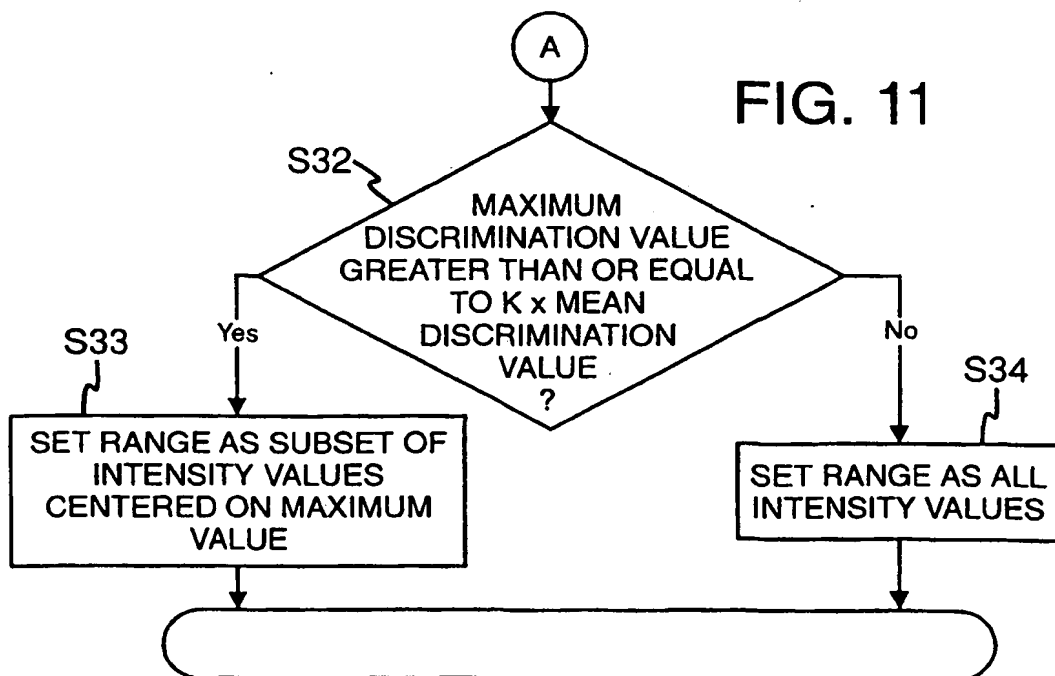 A
FIG. 11
S32
MAXIMUM
DISCRIMINATION VALUE
GREATER THAN OR EQUAL
TO K x MEAN
DISCRIMINATION
VALUE
?
Yes
No
S33
S34
SET RANGE AS SUBSET OF
INTENSITY VALUES
CENTERED ON MAXIMUM
VALUE
SET RANGE AS ALL
INTENSITY VALUES